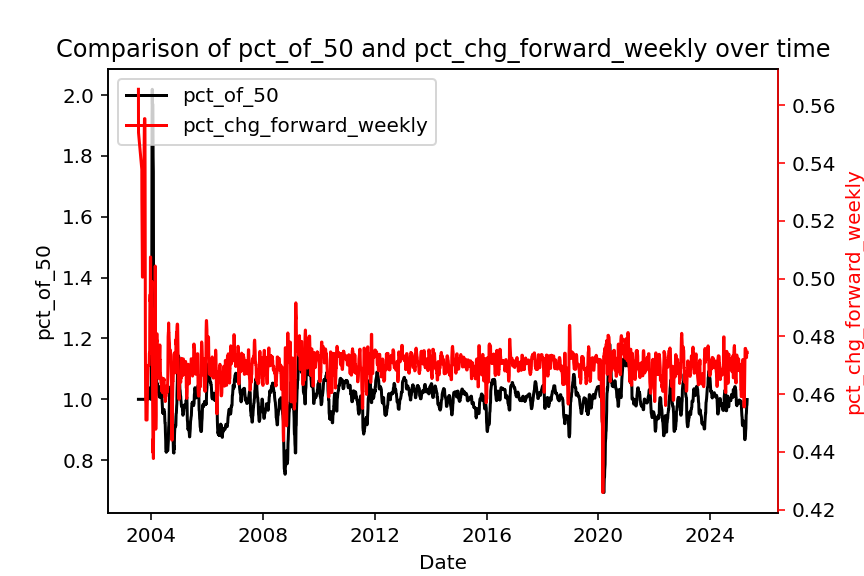 Comparison of pct_of_50 and pct_chg_forward_weekly over time
pct_of_50
pct_chg_forward_weekly
2.0
1.8
1.6
1.4
1.2
1.0
0.8
pct_of_50
0.56
0.54
0.52
0.50
0.48
0.46
0.44
0.42
pct_chg_forward_weekly
2004 2008 2012 2016 2020 2024
Date